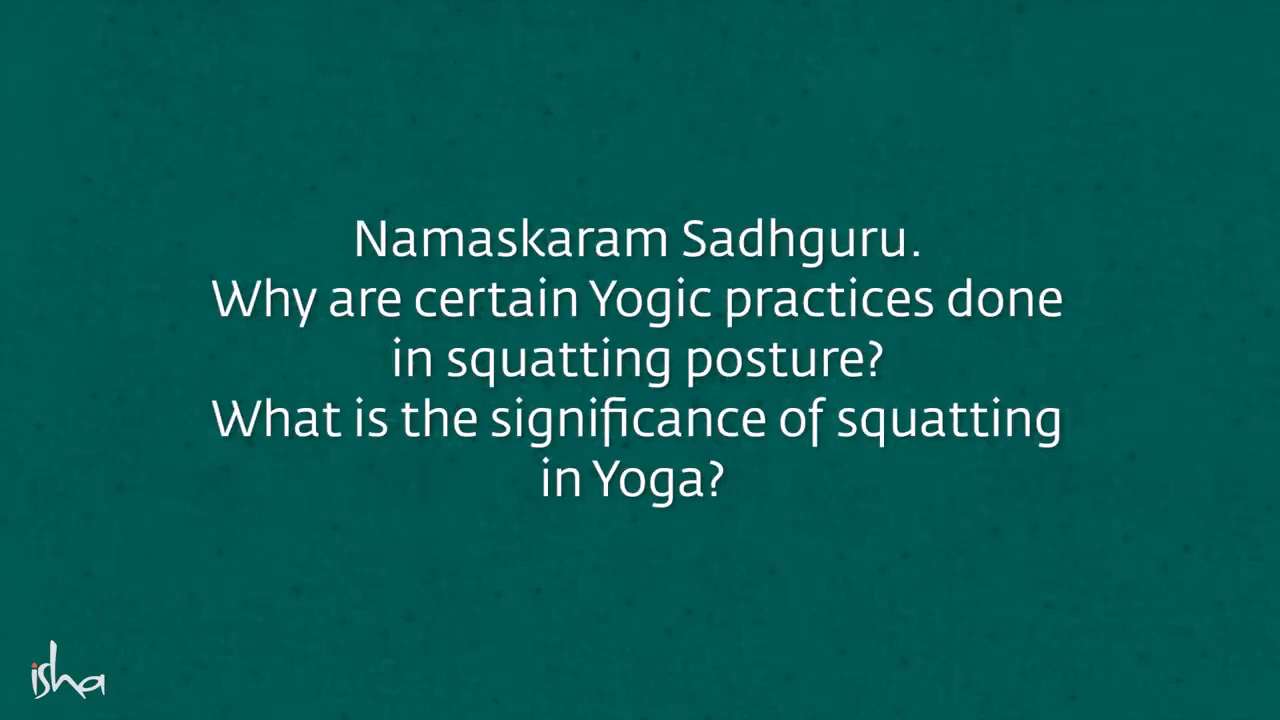 Namaskaram Sadhguru.
Why are certain Yogic practices done
in squatting posture?
What is the significance of squatting
in Yoga?
isha